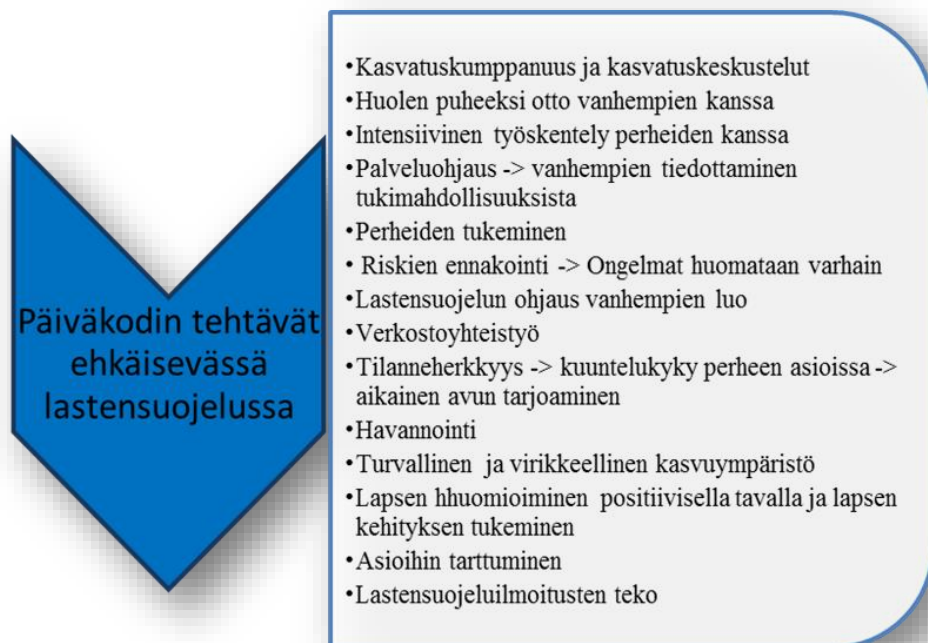 Päiväkodin tehtävät
ehkäisevässä
lastensuojelussa
•Kasvatuskumppanuus ja kasvatuskeskustelut
•Huolen puheeksi otto vanhempien kanssa
•Intensiivinen työskentely perheiden kanssa
•Palveluohjaus -> vanhempien tiedottaminen
tukimahdollisuuksista
•Perheiden tukeminen
• Riskien ennakointi -> Ongelmat huomataan varhain
•Lastensuojelun ohjaus vanhempien luo
•Verkostoyhteistyö
•Tilanneherkkyys -> kuuntelukyky perheen asioissa ->
aikainen avun tarjoaminen
•Havannointi
•Turvallinen ja virikkeellinen kasvuympäristö
•Lapsen hhuomioiminen positiivisella tavalla ja lapsen
kehityksen tukeminen
•Asioihin tarttuminen
•Lastensuojeluilmoitusten teko